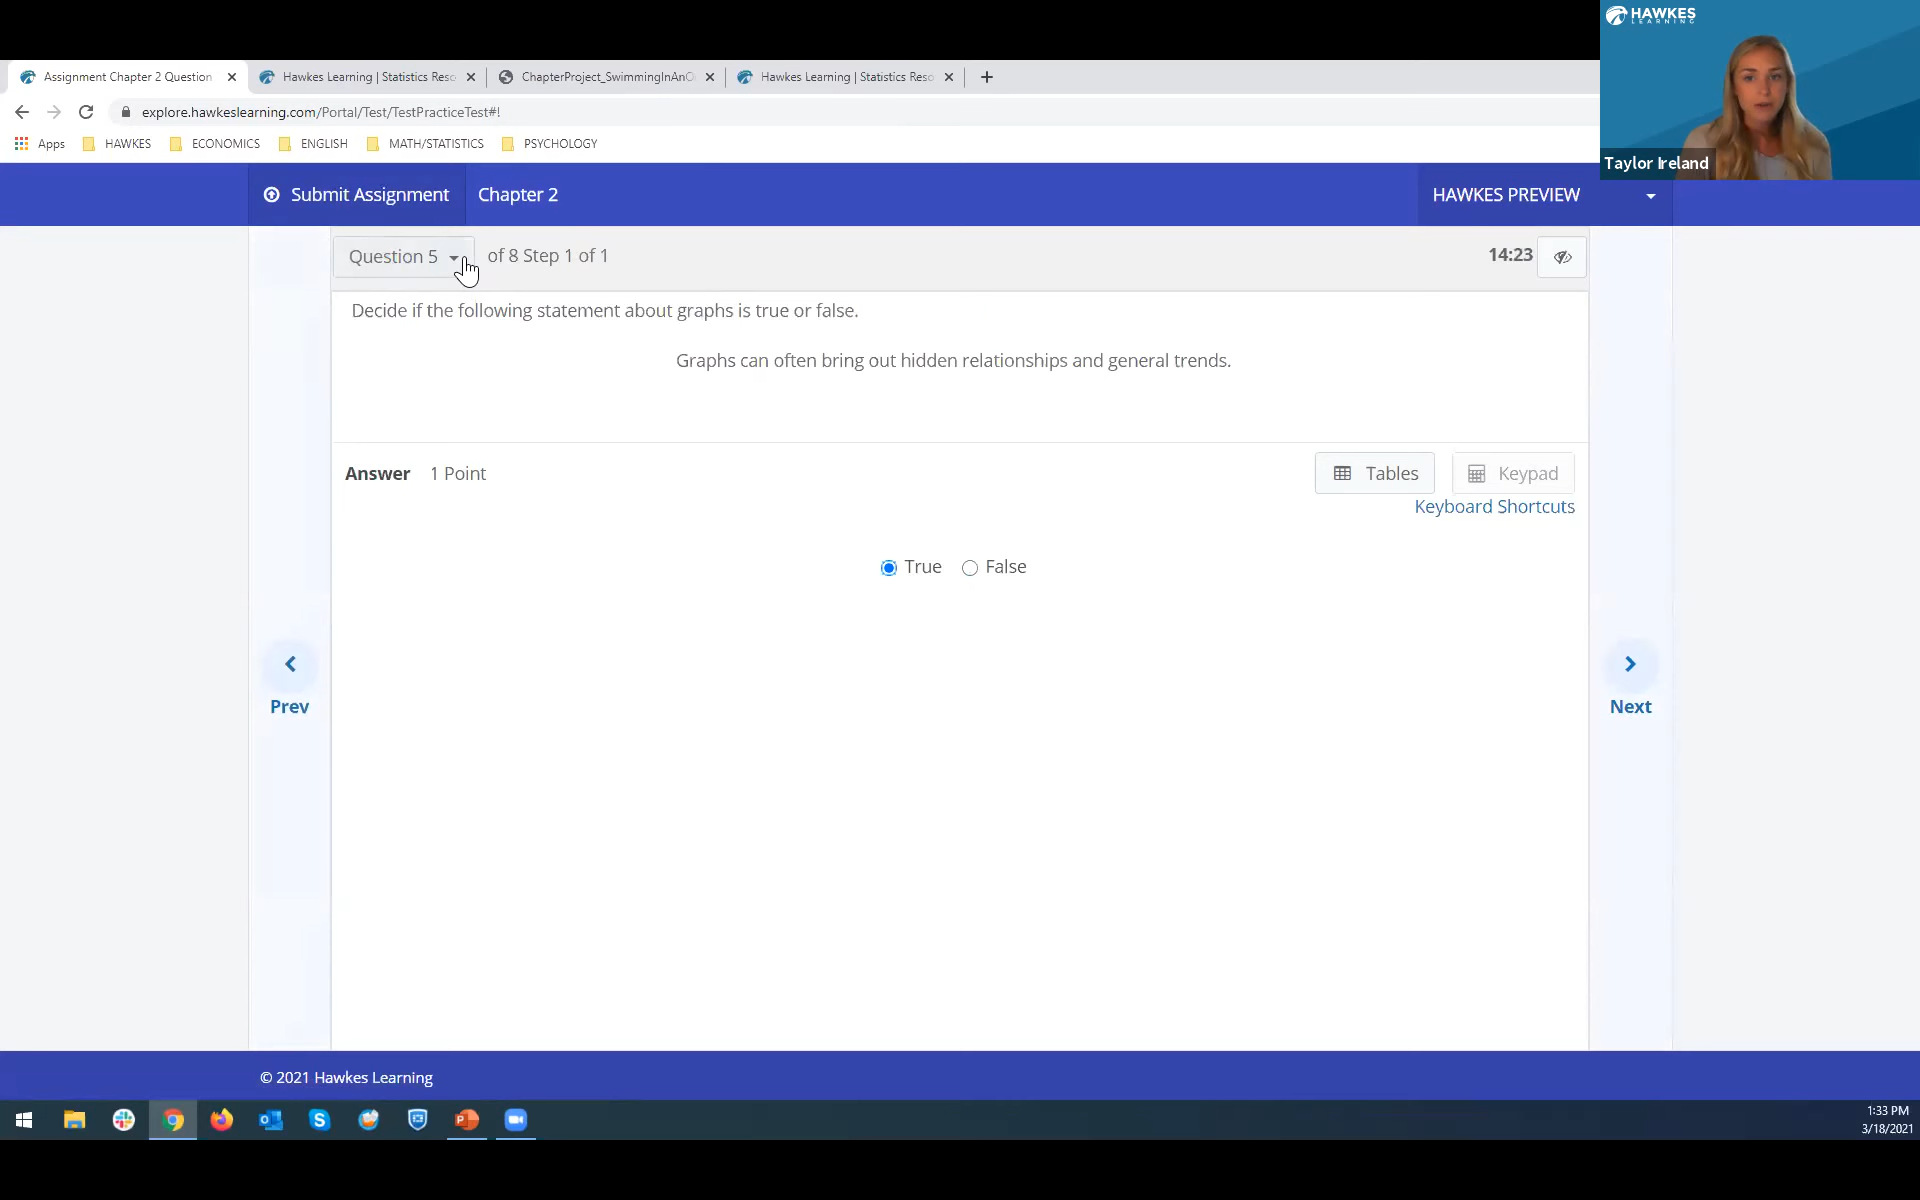 HAWKES
LEARNING
Assignment Chapter 2 Question
Hawkes Learning | Statistics Reso
ChapterProject_SwimmingInAnO
Hawkes Learning | Statistics Reso
explore.hawkeslearning.com/Portal/Test/TestPracticeTest#!
Apps HAWKES ECONOMICS ENGLISH MATH/STATISTICS PSYCHOLOGY
Taylor Ireland
Submit Assignment Chapter 2 HAWKES PREVIEW
Question 5 of 8 Step 1 of 1 14:23
Decide if the following statement about graphs is true or false.
Graphs can often bring out hidden relationships and general trends.
Answer 1 Point Tables Keypad
Keyboard Shortcuts
True False
Prev Next
© 2021 Hawkes Learning
1:33 PM
3/18/2021